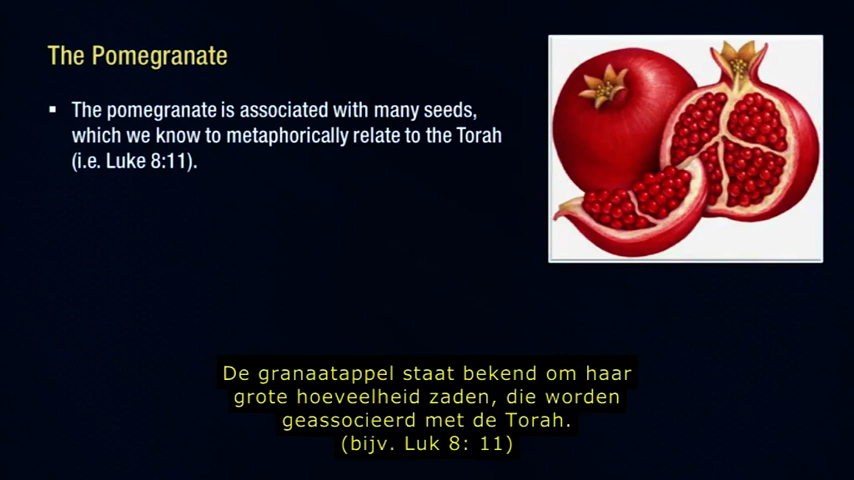 The Pomegranate
▪ The pomegranate is associated with many seeds,
which we know to metaphorically relate to the Torah
(i.e. Luke 8:11).
De granaatappel staat bekend om haar
grote hoeveelheid zaden, die worden
geassocieerd met de Torah.
(bijv. Luk 8: 11)